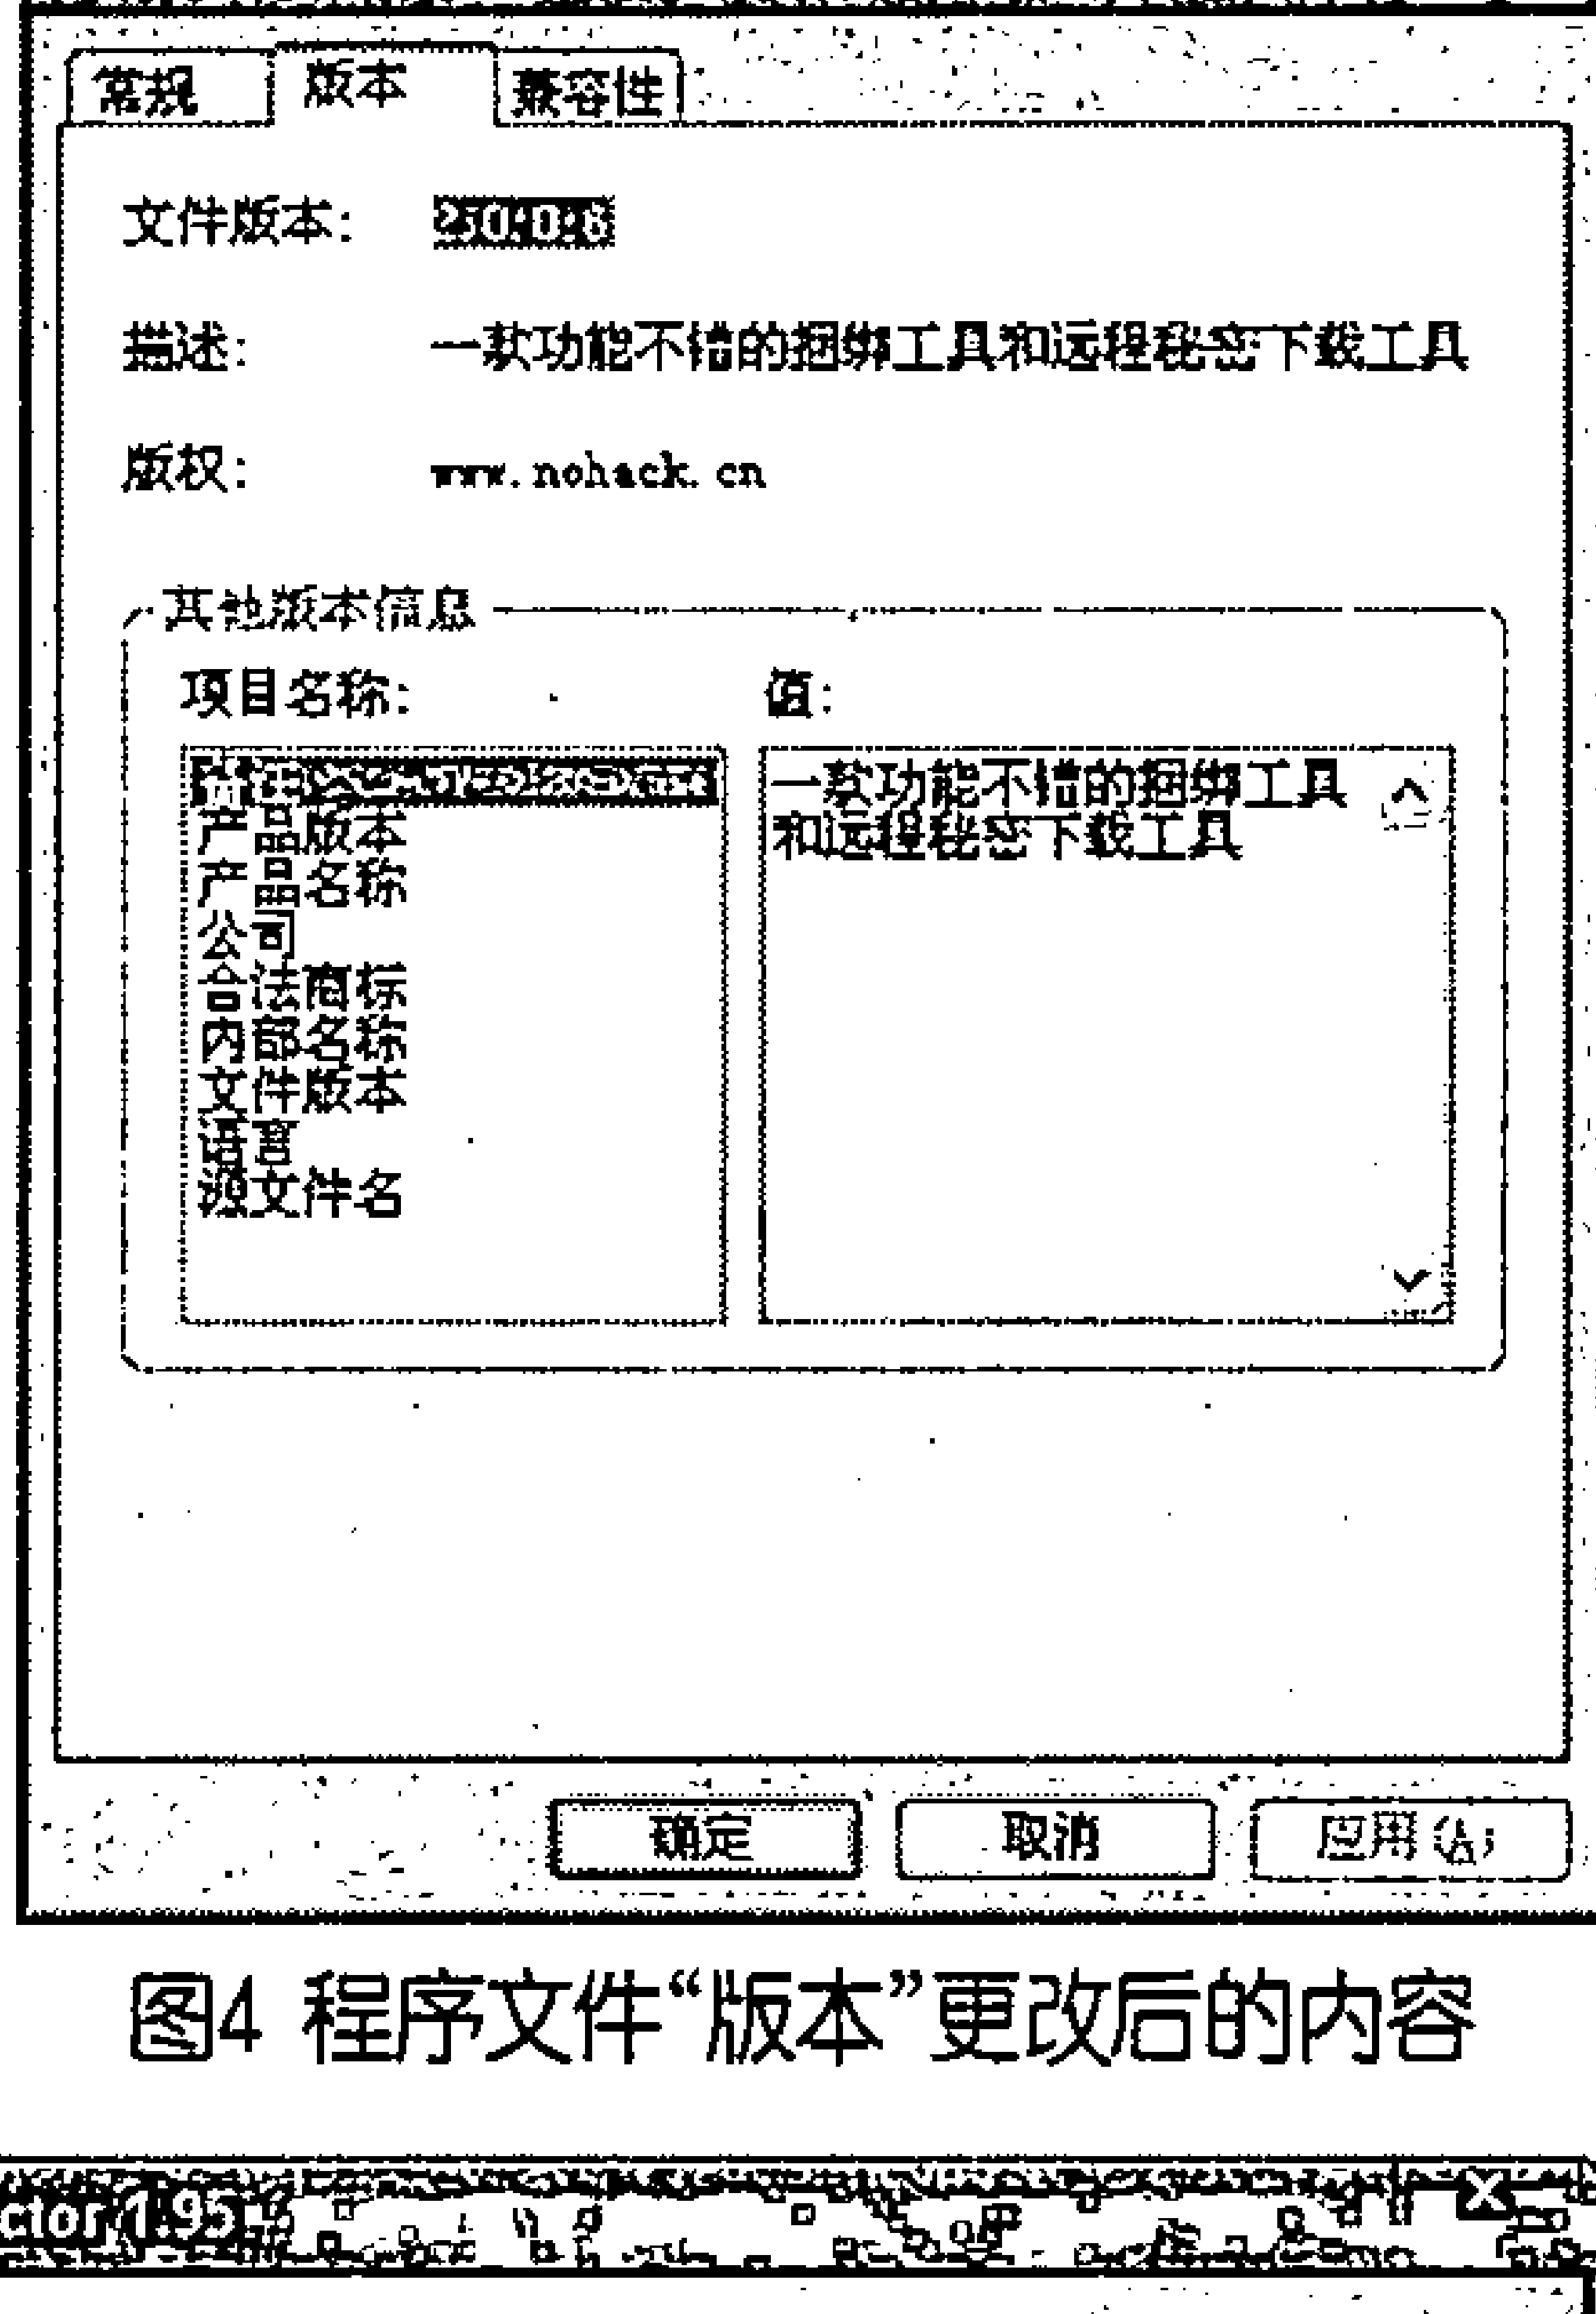 常规 版本 兼容性
文件版本:
描述: 一款功能不错的捆绑工具和远程秘密下载工具
版权: www.nohack.cn
其他版本信息
项目名称: 值:
产品版本
产品名称
公司
合法商标
内部名称
文件版本
语言
源文件名
一款功能不错的捆绑工具
和远程秘密下载工具
确定 取消 应用(A)
图4 程序文件“版本”更改后的内容
ctor 1.95